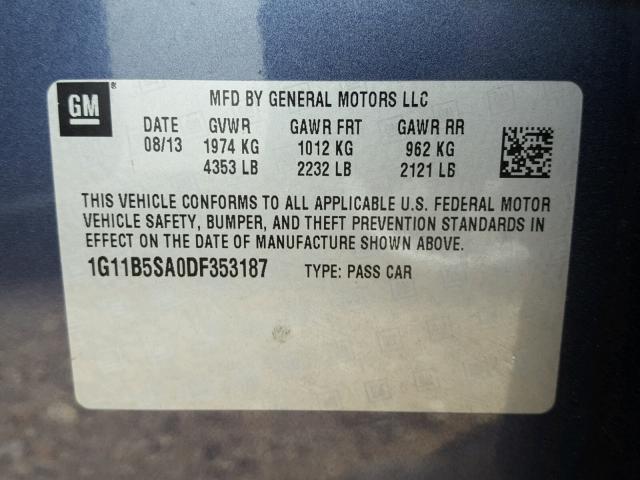 GM ®
MFD BY GENERAL MOTORS LLC
DATE GVWR GAWR FRT GAWR RR
08/13 1974 KG 1012 KG 962 KG
4353 LB 2232 LB 2121 LB
THIS VEHICLE CONFORMS TO ALL APPLICABLE U.S. FEDERAL MOTOR
VEHICLE SAFETY, BUMPER, AND THEFT PREVENTION STANDARDS IN
EFFECT ON THE DATE OF MANUFACTURE SHOWN ABOVE.
1G11B5SA0DF353187 TYPE: PASS CAR